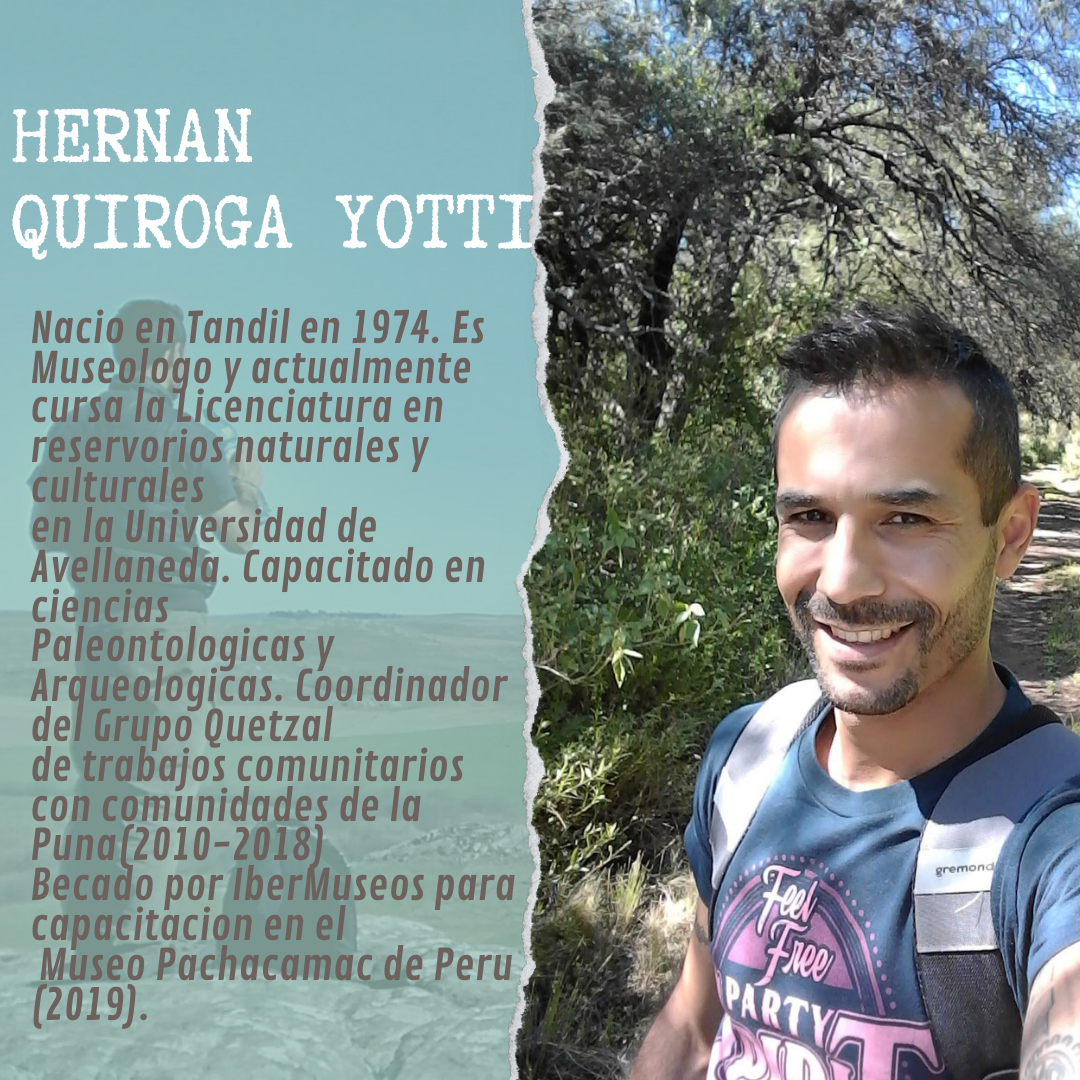 HERNAN
QUIROGA YOTTI
Nacio en Tandil en 1974. Es
Museologo y actualmente
cursa la Licenciatura en
reservorios naturales y
culturales
en la Universidad de
Avellaneda. Capacitado en
ciencias
Paleontologicas y
Arqueologicas. Coordinador
del Grupo Quetzal
de trabajos comunitarios
con comunidades de la
Puna(2010-2018)
Becado por IberMuseos para
capacitacion en el
Museo Pachacamac de Peru
(2019).
gremond
Feel
Free
PARTY